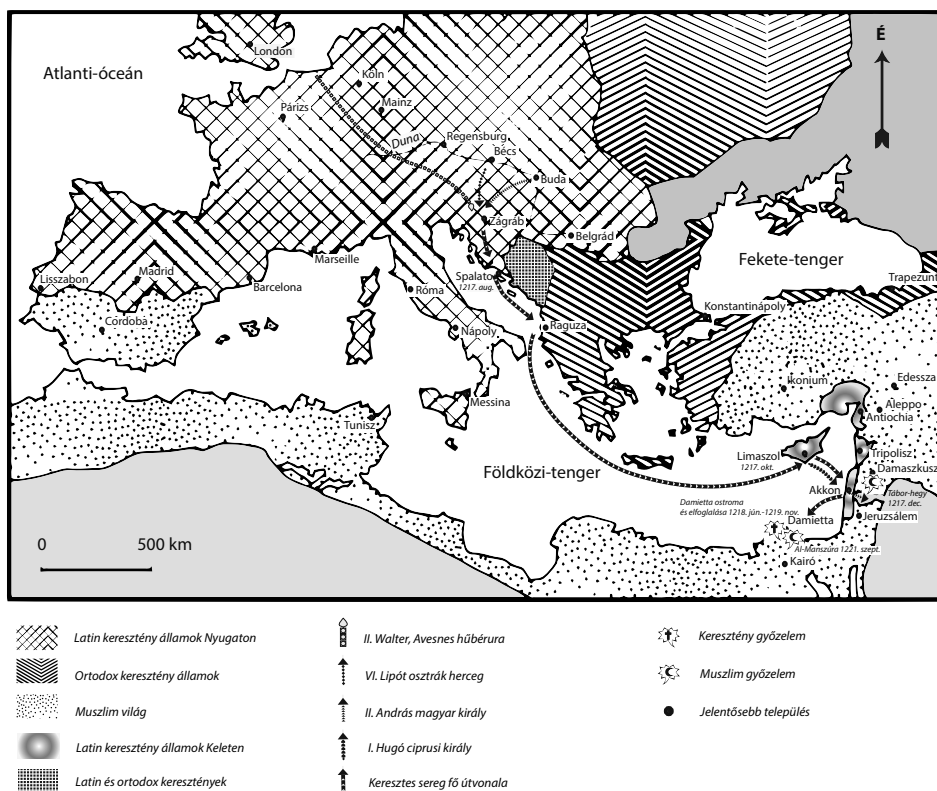 É
Atlanti-óceán
London
Köln
Mainz
Párizs
Duna
Regensburg
Bécs
Buda
Zágráb
Belgrád
Marseille
Fekete-tenger
Madrid
Lisszabon
Barcelona
Spalato
1217. aug.
Róma
Trapezunt
Konstantinápoly
Córdoba
Nápoly
Raguza
Ikonium
Edessza
Aleppo
Antiochia
Messina
Tunisz
Limaszol
1217. okt.
Tripolisz
Damaszkusz
Földközi-tenger
Akkon
Tábor-hegy
1217. dec.
Damietta ostroma
és elfoglalása 1218. jún.-1219. nov.
Damietta
Jeruzsálem
Al-Manszúra 1221. szept.
Kairó
0 500 km
Latin keresztény államok Nyugaton
Ortodox keresztény államok
Muszlim világ
Latin keresztény államok Keleten
Latin és ortodox keresztények
II. Walter, Avesnes hűbérura
VI. Lipót osztrák herceg
II. András magyar király
I. Hugó ciprusi király
Keresztes sereg fő útvonala
Keresztény győzelem
Muszlim győzelem
Jelentősebb település